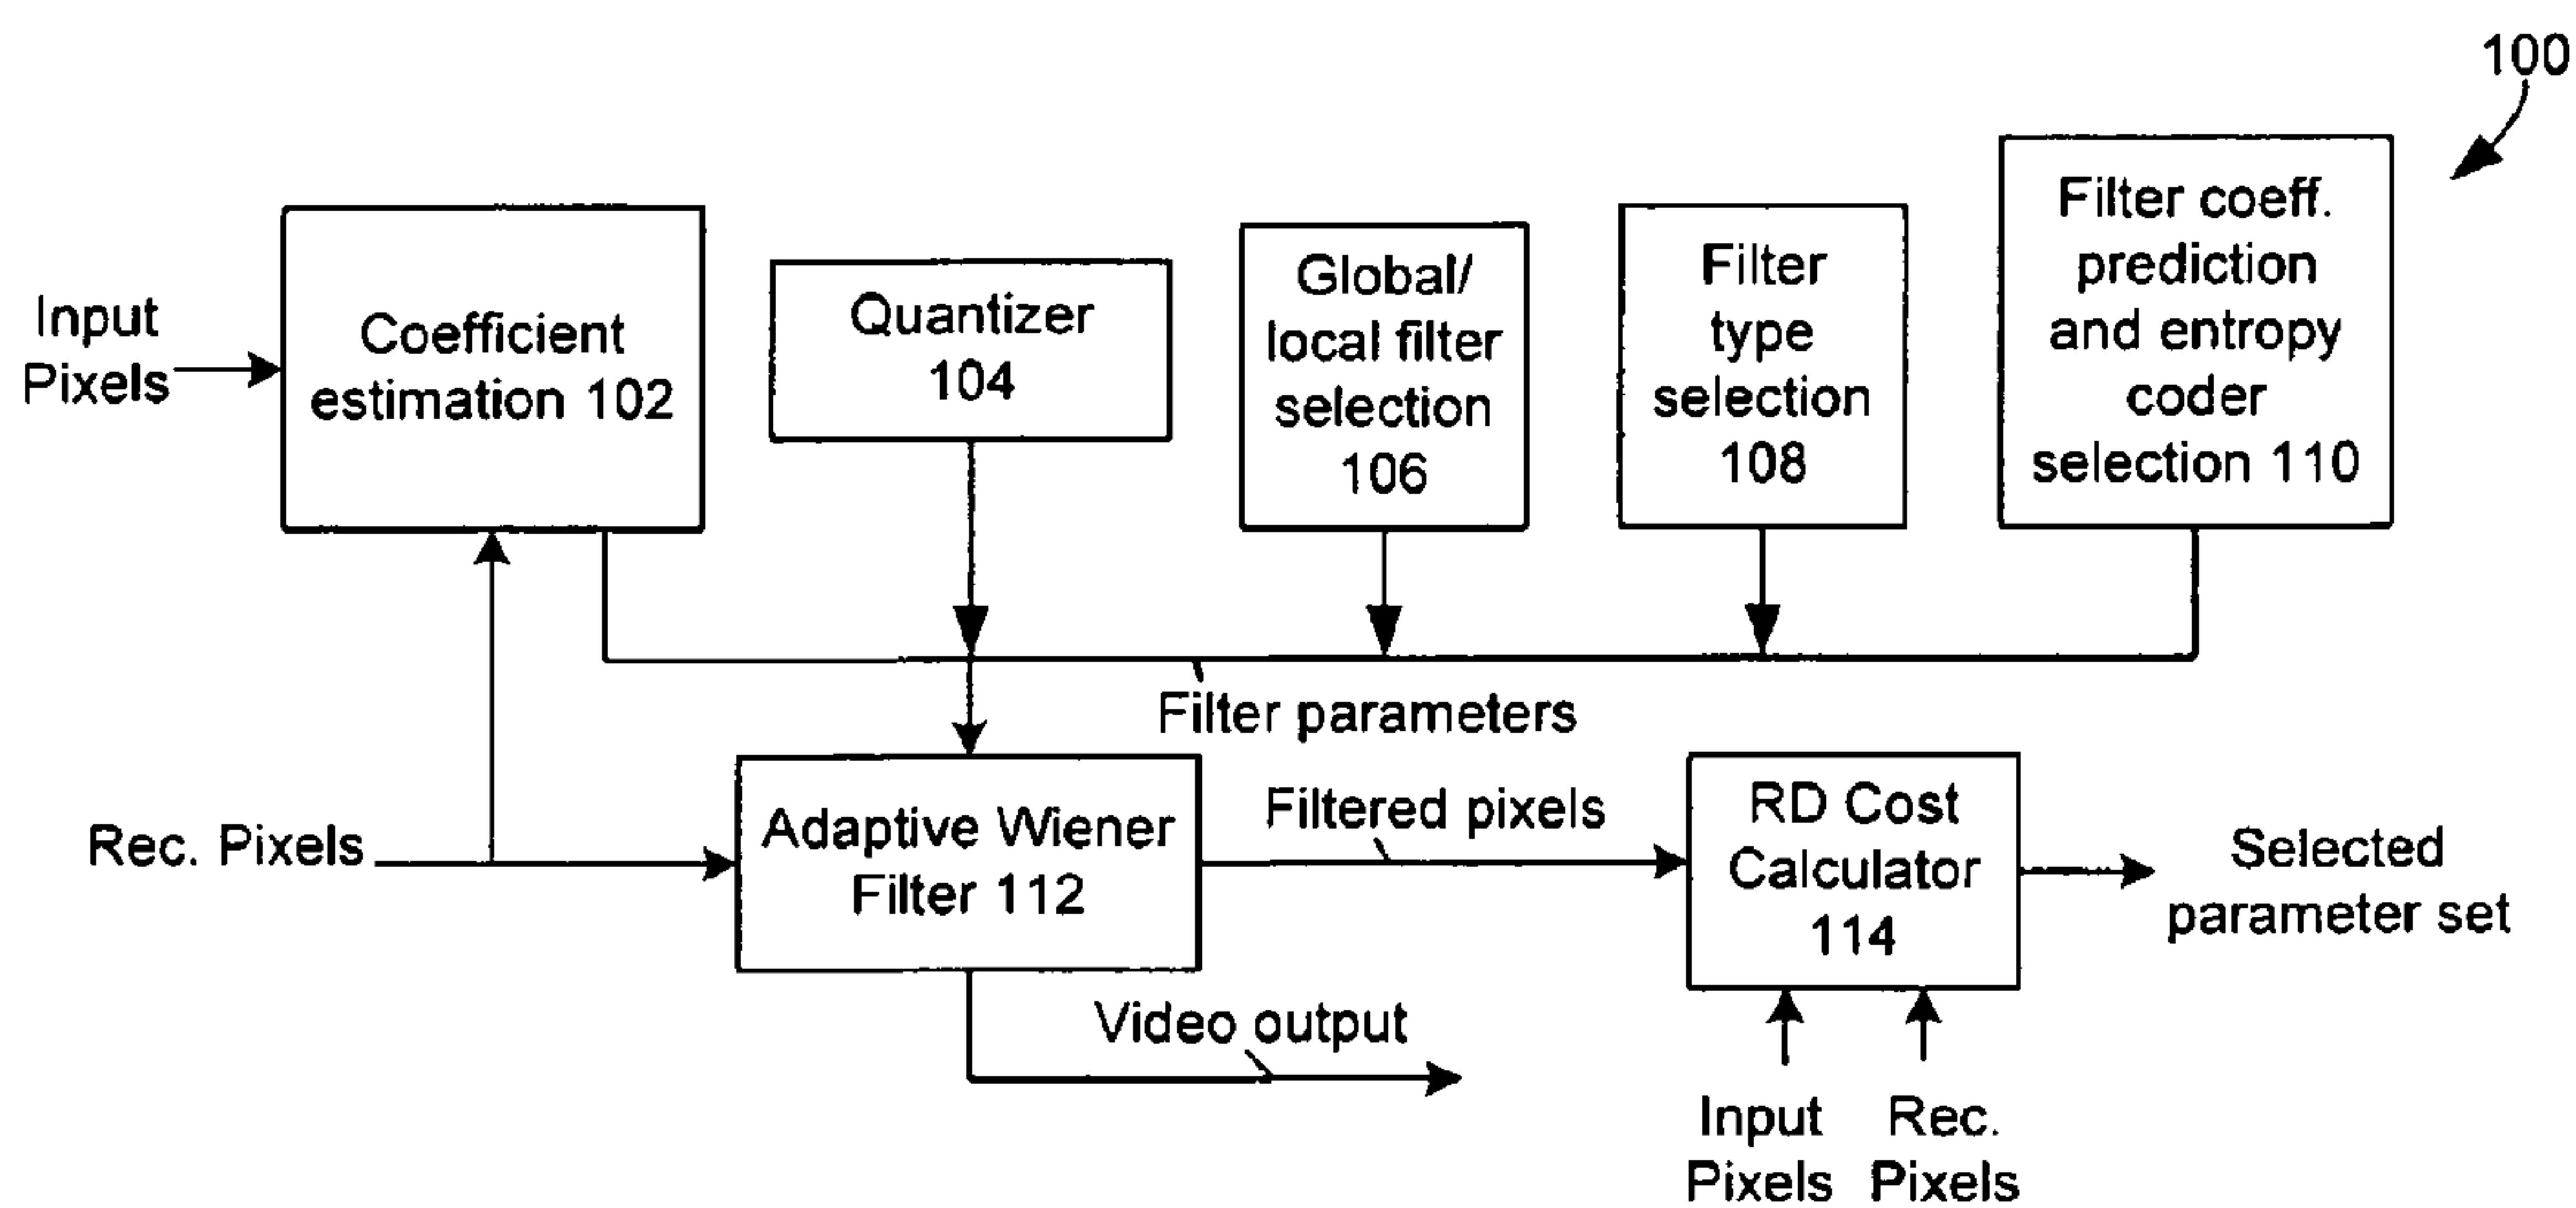 100
Input
Pixels
Coefficient
estimation 102
Quantizer
104
Global/
local filter
selection
106
Filter
type
selection
108
Filter coeff.
prediction
and entropy
coder
selection 110
Filter parameters
Rec. Pixels
Adaptive Wiener
Filter 112
Filtered pixels
RD Cost
Calculator
114
Selected
parameter set
Video output
Input
Pixels
Rec.
Pixels